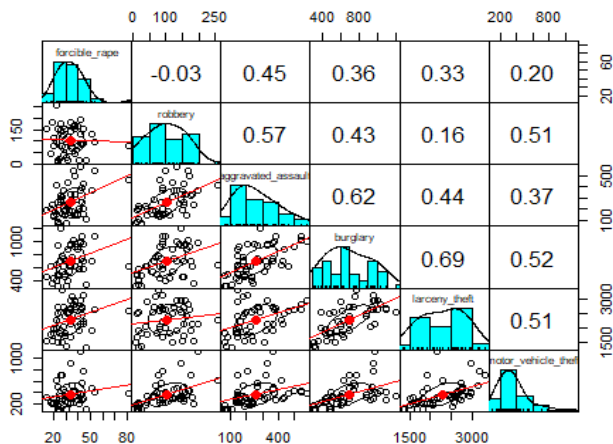 0 100 250 400 800 200 800
forcible_rape -0.03 0.45 0.36 0.33 0.20 20 60
0 150 robbery 0.57 0.43 0.16 0.51
aggravated_assault 0.62 0.44 0.37 100 500
400 1000 burglary 0.69 0.52
larceny_theft 0.51 1500 3000
200 1000 motor_vehicle_theft
20 50 80 100 400 1500 3000